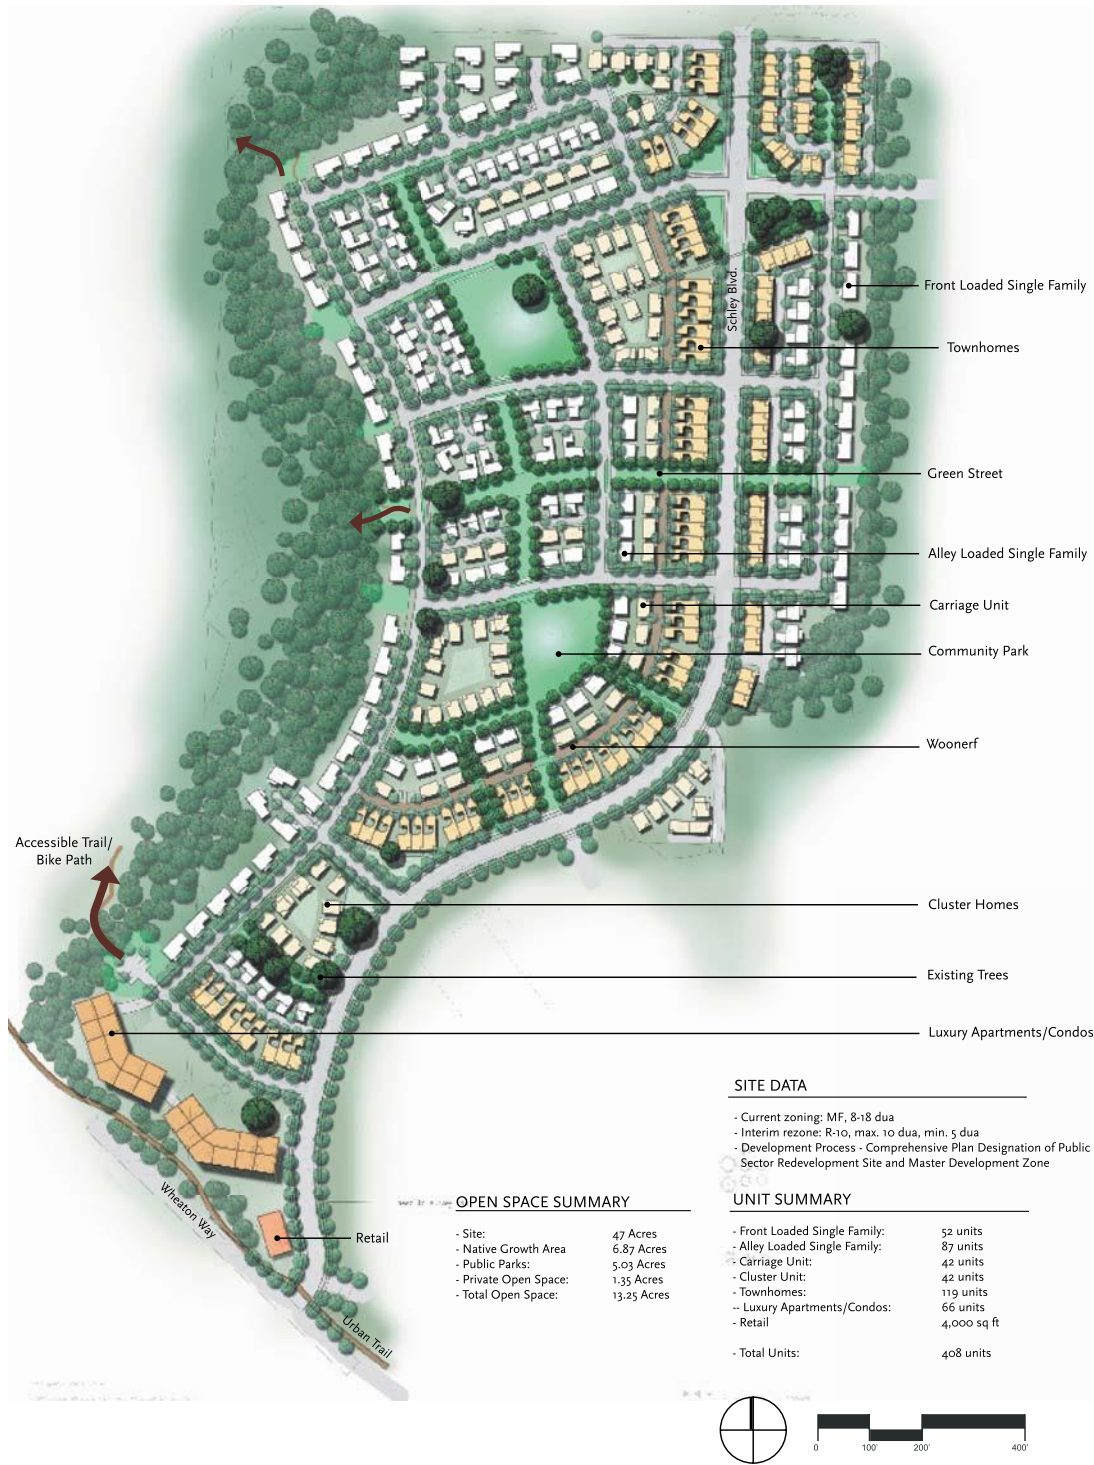 Schley Blvd.
Front Loaded Single Family
Townhomes
Green Street
Alley Loaded Single Family
Carriage Unit
Community Park
Woonerf
Accessible Trail/
Bike Path
Cluster Homes
Existing Trees
Luxury Apartments/Condos
Wheaton Way
Retail
Urban Trail
SITE DATA
- Current zoning: MF, 8-18 dua
- Interim rezone: R-10, max. 10 dua, min. 5 dua
- Development Process - Comprehensive Plan Designation of Public
Sector Redevelopment Site and Master Development Zone
OPEN SPACE SUMMARY
- Site: 47 Acres
- Native Growth Area 6.87 Acres
- Public Parks: 5.03 Acres
- Private Open Space: 1.35 Acres
- Total Open Space: 13.25 Acres
UNIT SUMMARY
- Front Loaded Single Family: 52 units
- Alley Loaded Single Family: 87 units
- Carriage Unit: 42 units
- Cluster Unit: 42 units
- Townhomes: 119 units
-- Luxury Apartments/Condos: 66 units
- Retail 4,000 sq ft
- Total Units: 408 units
0 100' 200' 400'